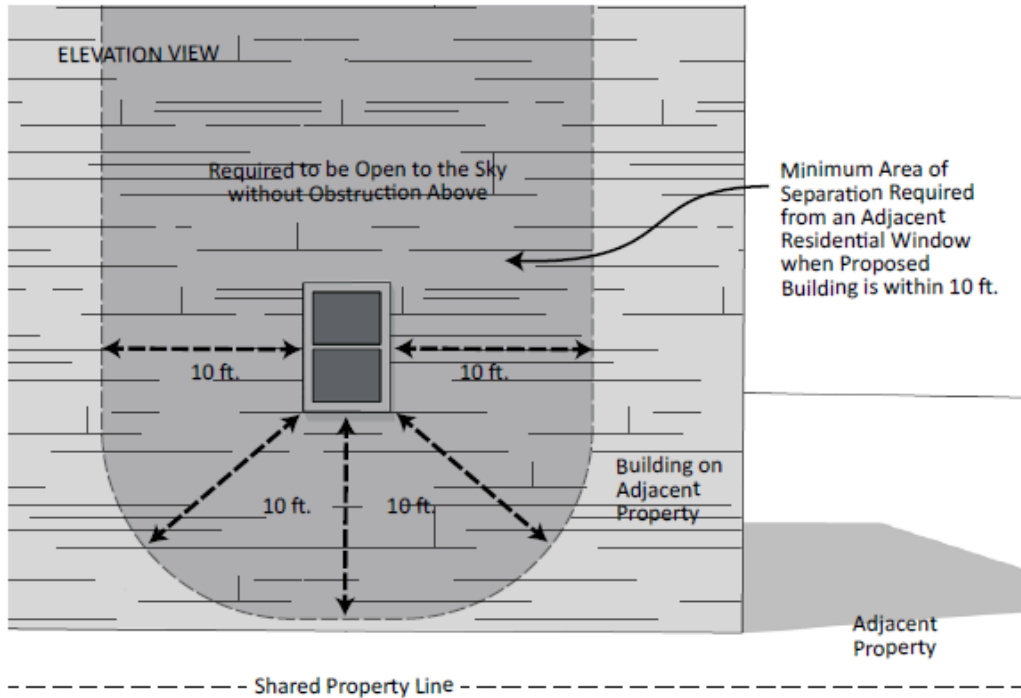 ELEVATION VIEW
Required to be Open to the Sky
without Obstruction Above
Minimum Area of
Separation Required
from an Adjacent
Residential Window
when Proposed
Building is within 10 ft.
10 ft.
10 ft.
10 ft.
10 ft.
Building on
Adjacent
Property
Adjacent
Property
Shared Property Line